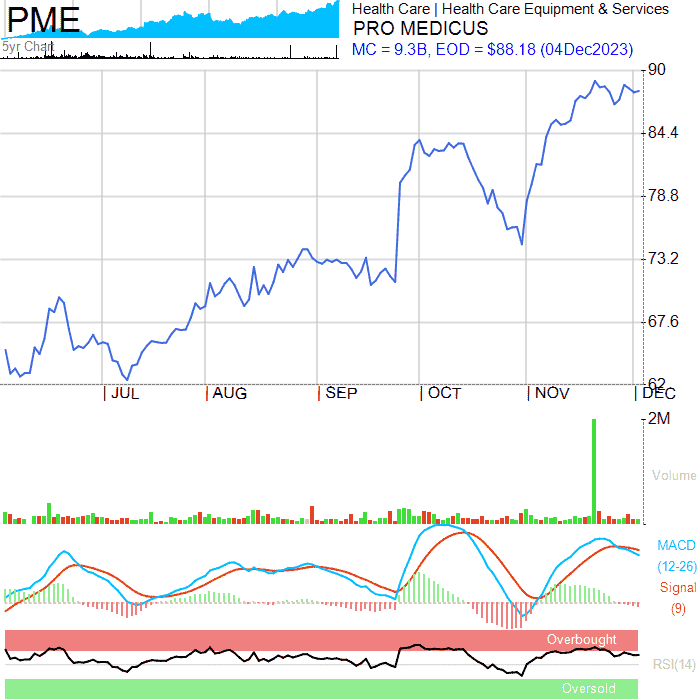 PME
Health Care | Health Care Equipment & Services
PRO MEDICUS
5yr Chart
MC = 9.3B, EOD = $88.18 (04Dec2023)
90
84.4
78.8
73.2
67.6
62
JUL
AUG
SEP
OCT
NOV
DEC
2M
Volume
MACD
(12-26)
Signal
(9)
Overbought
RSI(14)
Oversold